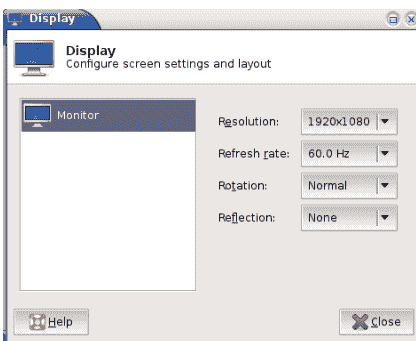 Display
Display
Configure screen settings and layout
Monitor
Resolution: 1920x1080
Refresh rate: 60.0 Hz
Rotation: Normal
Reflection: None
Help
Close